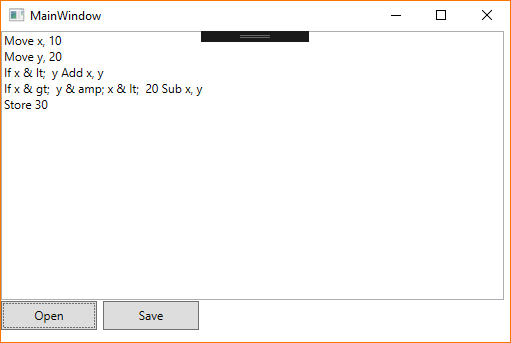 MainWindow
Move x, 10
Move y, 20
If x & lt;  y Add x, y
If x & gt;  y & amp; x & lt;  20 Sub x, y
Store 30
Open Save